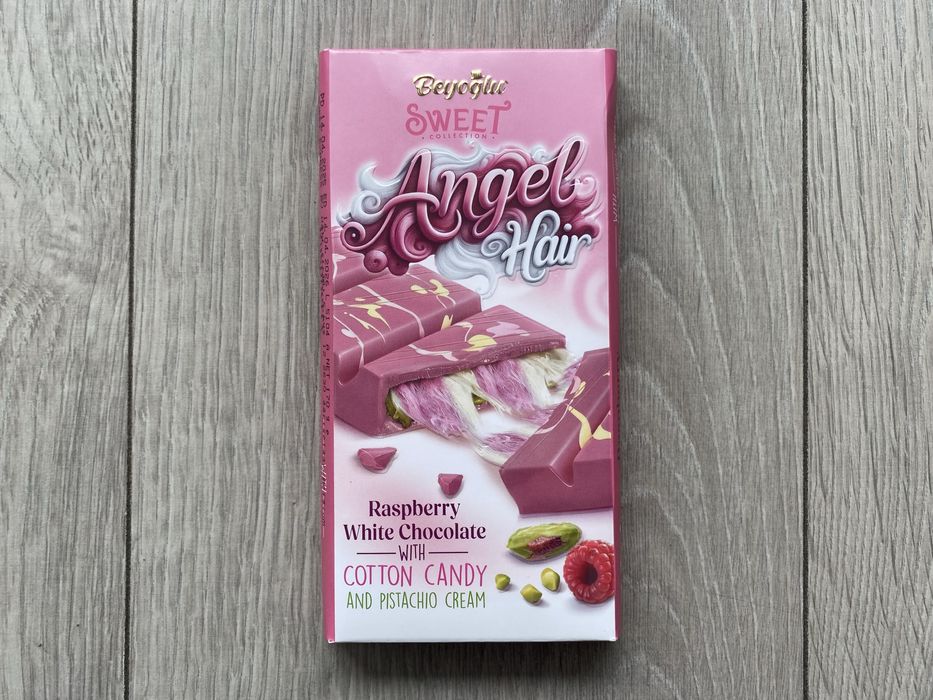 Beyoğlu
SWEET
COLLECTION
Angel
Hair
Raspberry
White Chocolate
WITH
COTTON CANDY
AND PISTACHIO CREAM